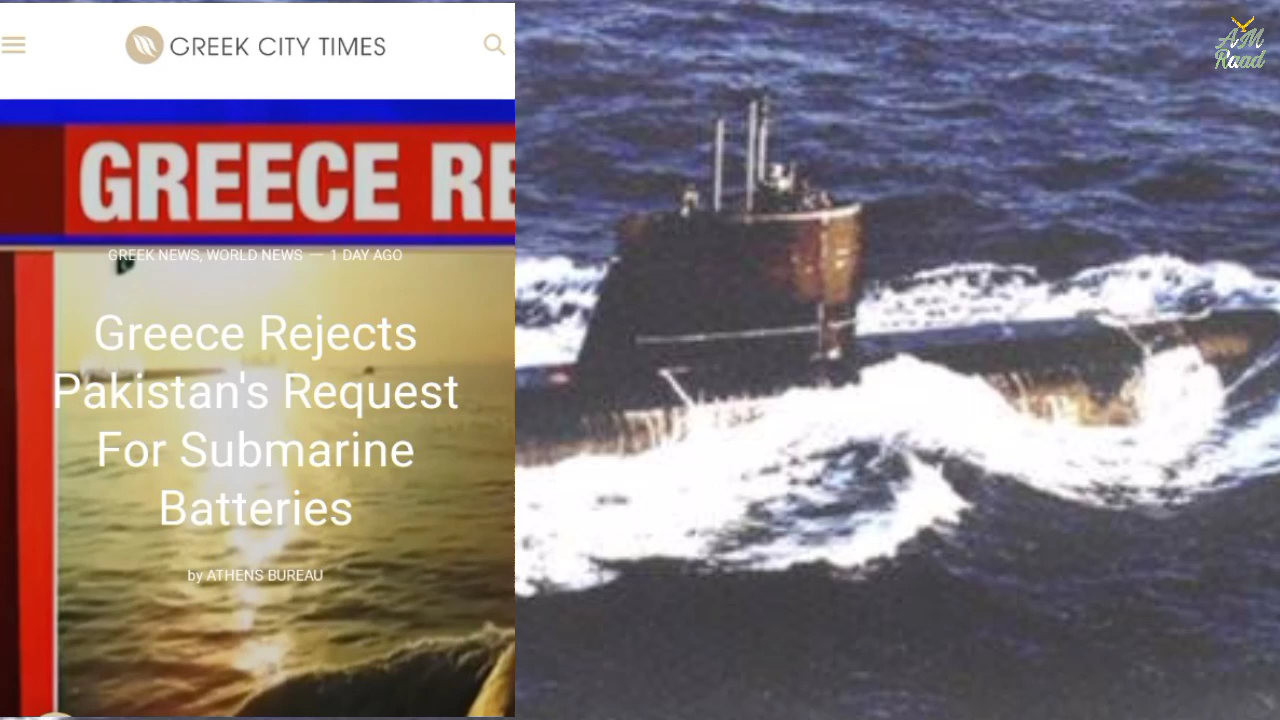 GREEK CITY TIMES
GREECE RE
GREEK NEWS, WORLD NEWS — 1 DAY AGO
Greece Rejects
Pakistan's Request
For Submarine
Batteries
by ATHENS BUREAU
AM
Raad